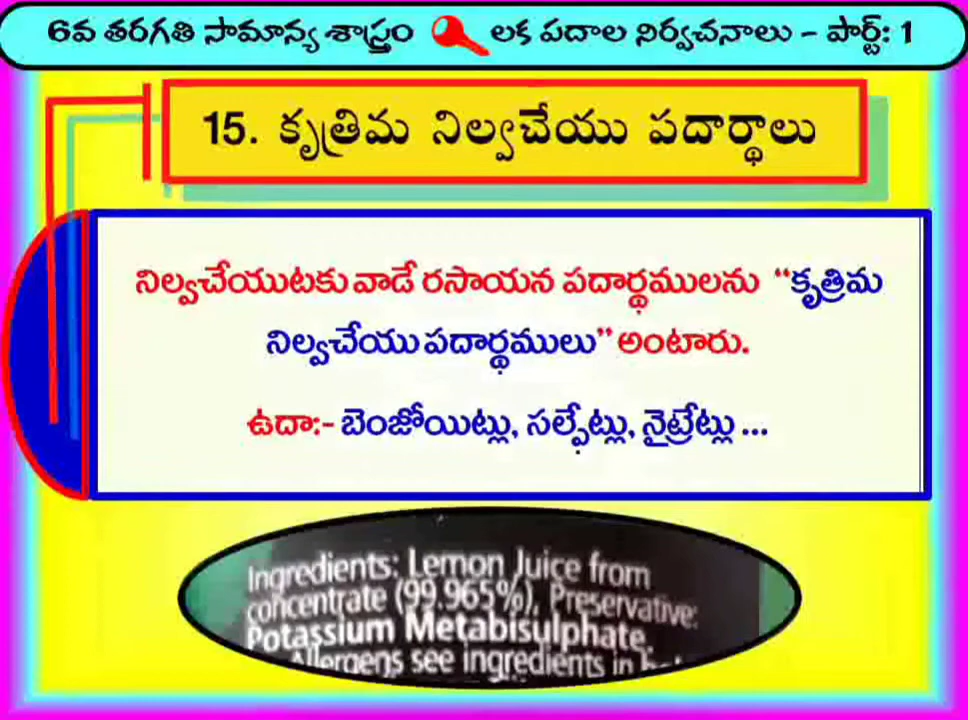 6వ తరగతి సామాన్య శాస్త్రం లక పదాల నిర్వచనాలు - పార్ట్: 1
15. కృత్రిమ నిల్వచేయు పదార్థాలు
నిల్వచేయుటకు వాడే రసాయన పదార్థములను “కృత్రిమ
నిల్వచేయు పదార్థములు” అంటారు.
ఉదా:- బెంజోయిట్లు, సల్ఫేట్లు, నైట్రేట్లు ...
Ingredients: Lemon Juice from
concentrate (99.965%), Preservative:
Potassium Metabisulphate.
Allergens see ingredients in